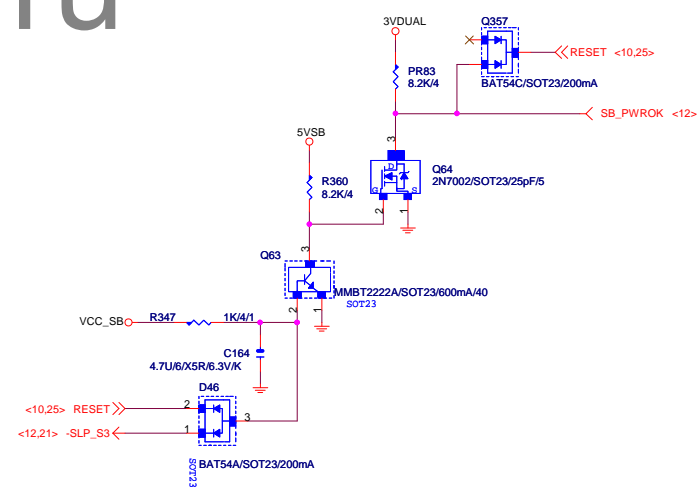 ru
3VDUAL
Q357
RESET <10,25>
PR83
8.2K/4
BAT54C/SOT23/200mA
SB_PWROK <12>
5VSB
3
D
G
S
Q64
2N7002/SOT23/25pF/5
R360
8.2K/4
2
1
Q63
3
MMBT2222A/SOT23/600mA/40
SOT23
2
1
VCC_SB
R347
1K/4/1
C164
4.7U/6/X5R/6.3V/K
D46
<10,25> RESET
2
3
<12,21> -SLP_S3
1
BAT54A/SOT23/200mA
SOT23